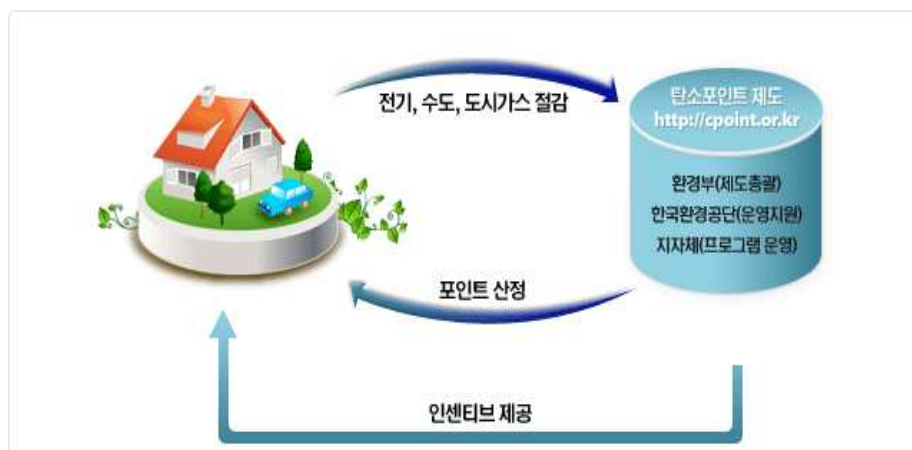 전기, 수도, 도시가스 절감
탄소포인트 제도
http://cpoint.or.kr
환경부(제도총괄)
한국환경공단(운영지원)
지자체(프로그램 운영)
포인트 산정
인센티브 제공